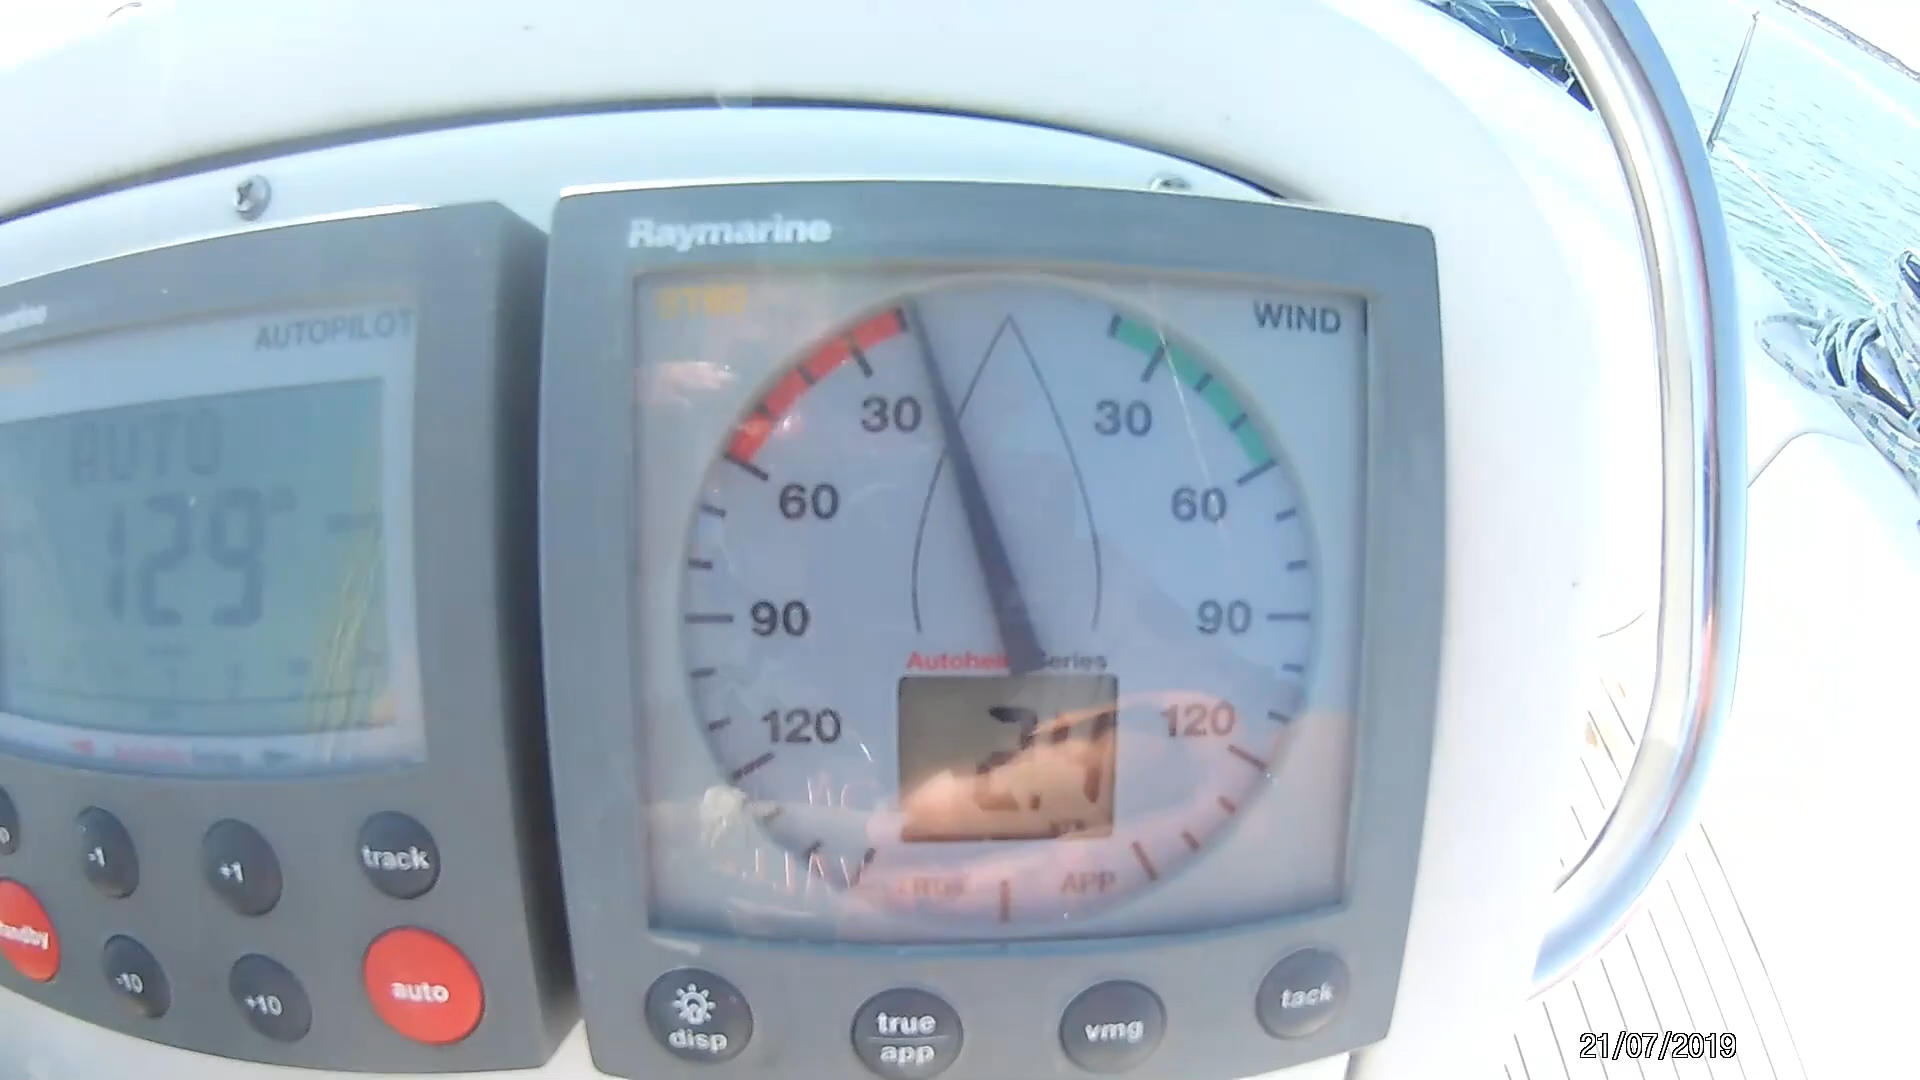 Raymarine
WIND
30
30
60
60
90
90
120
120
APP
disp
true
app
vmg
tack
AUTOPILOT
AUTO
129°
-1
+1
track
-10
+10
auto
21/07/2019